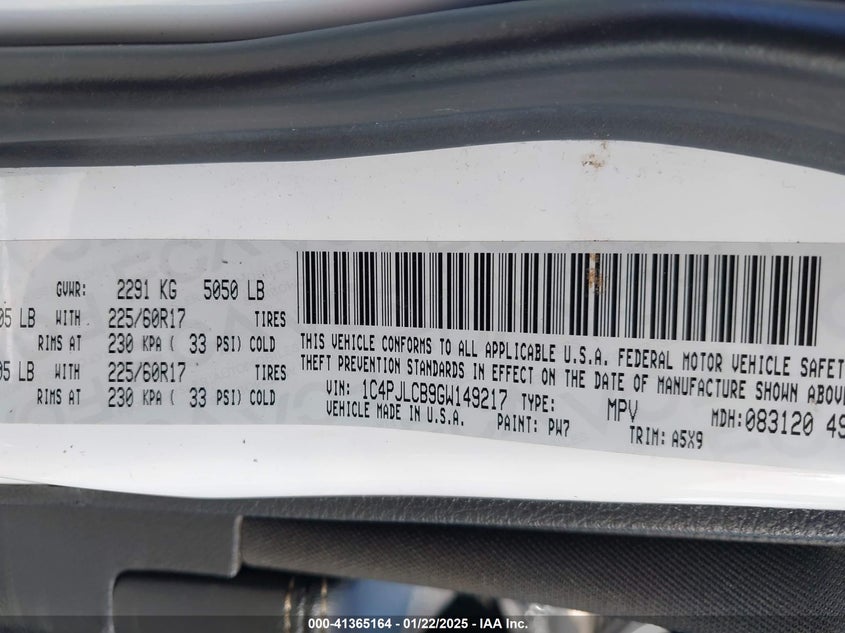 GVWR: 2291 KG 5050 LB
05 LB WITH 225/60R17 TIRES
RIMS AT 230 KPA ( 33 PSI) COLD
05 LB WITH 225/60R17 TIRES
RIMS AT 230 KPA ( 33 PSI) COLD
THIS VEHICLE CONFORMS TO ALL APPLICABLE U.S.A. FEDERAL MOTOR VEHICLE SAFET
THEFT PREVENTION STANDARDS IN EFFECT ON THE DATE OF MANUFACTURE SHOWN ABOV
VIN: 1C4PJLCB9GW149217 TYPE: MPV MDH:083120 49
VEHICLE MADE IN U.S.A. PAINT: PW7 TRIM: A5X9
000-41365164 - 01/22/2025 - IAA Inc.